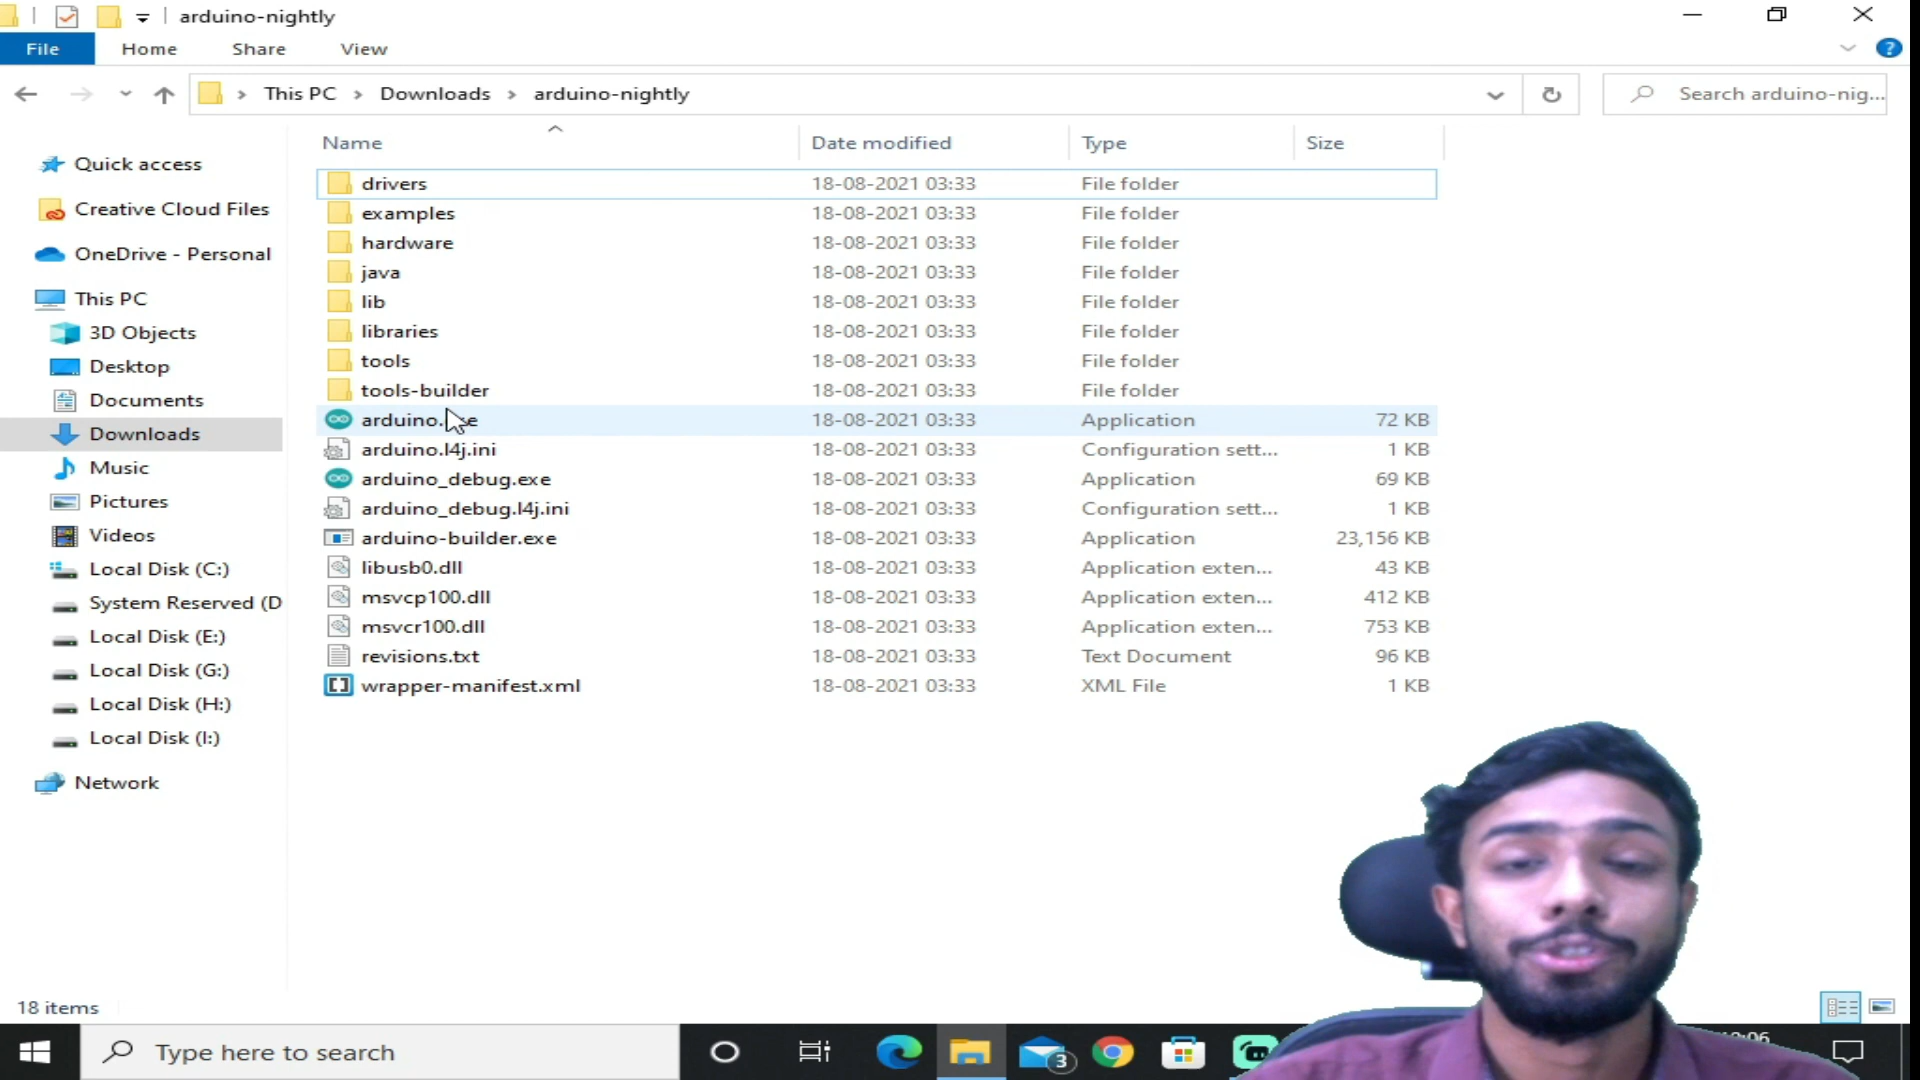 arduino-nightly
File Home Share View
This PC Downloads arduino-nightly Search arduino-nig...
Name Date modified Type Size
Quick access
Creative Cloud Files
OneDrive - Personal
This PC
3D Objects
Desktop
Documents
Downloads
Music
Pictures
Videos
Local Disk (C:)
System Reserved (D
Local Disk (E:)
Local Disk (G:)
Local Disk (H:)
Local Disk (I:)
Network
drivers 18-08-2021 03:33 File folder
examples 18-08-2021 03:33 File folder
hardware 18-08-2021 03:33 File folder
java 18-08-2021 03:33 File folder
lib 18-08-2021 03:33 File folder
libraries 18-08-2021 03:33 File folder
tools 18-08-2021 03:33 File folder
tools-builder 18-08-2021 03:33 File folder
arduino.exe 18-08-2021 03:33 Application 72 KB
arduino.l4j.ini 18-08-2021 03:33 Configuration sett... 1 KB
arduino_debug.exe 18-08-2021 03:33 Application 69 KB
arduino_debug.l4j.ini 18-08-2021 03:33 Configuration sett... 1 KB
arduino-builder.exe 18-08-2021 03:33 Application 23,156 KB
libusb0.dll 18-08-2021 03:33 Application exten... 43 KB
msvcp100.dll 18-08-2021 03:33 Application exten... 412 KB
msvcr100.dll 18-08-2021 03:33 Application exten... 753 KB
revisions.txt 18-08-2021 03:33 Text Document 96 KB
wrapper-manifest.xml 18-08-2021 03:33 XML File 1 KB
18 items
Type here to search
3